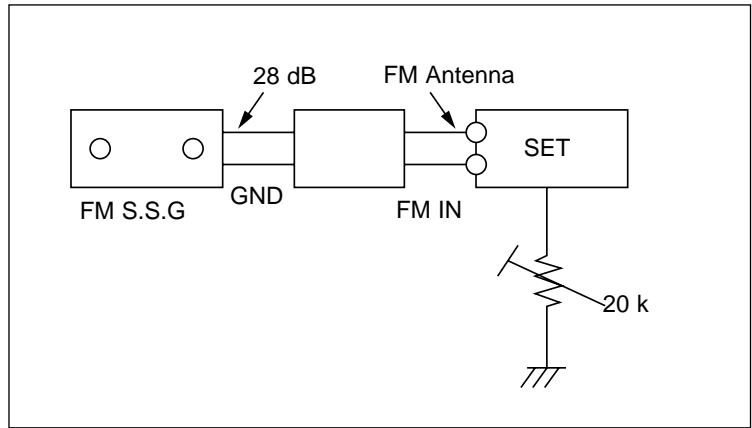 28 dB
FM Antenna
SET
FM S.S.G
GND
FM IN
20 k